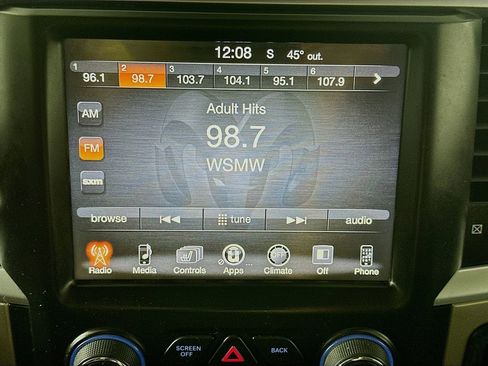 12:08 S 45° out.
1 2 3 4 5 6
96.1 98.7 103.7 104.1 95.1 107.9
AM
Adult Hits
98.7
FM
WSMW
sxm
browse tune audio
OFF
Radio Media Controls Apps Climate Off Phone
SCREEN OFF
BACK